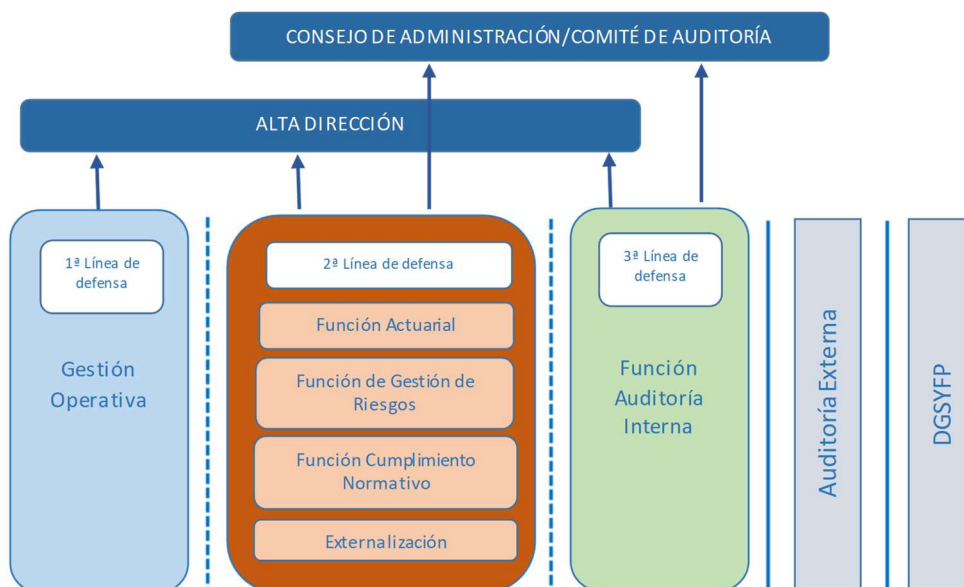 CONSEJO DE ADMINISTRACIÓN/COMITÉ DE AUDITORÍA
ALTA DIRECCIÓN
1ª Línea de
defensa
Gestión
Operativa
2ª Línea de defensa
Función Actuarial
Función de Gestión de
Riesgos
Función Cumplimiento
Normativo
Externalización
3ª Línea de
defensa
Función
Auditoría
Interna
Auditoría Externa
DGSYFP